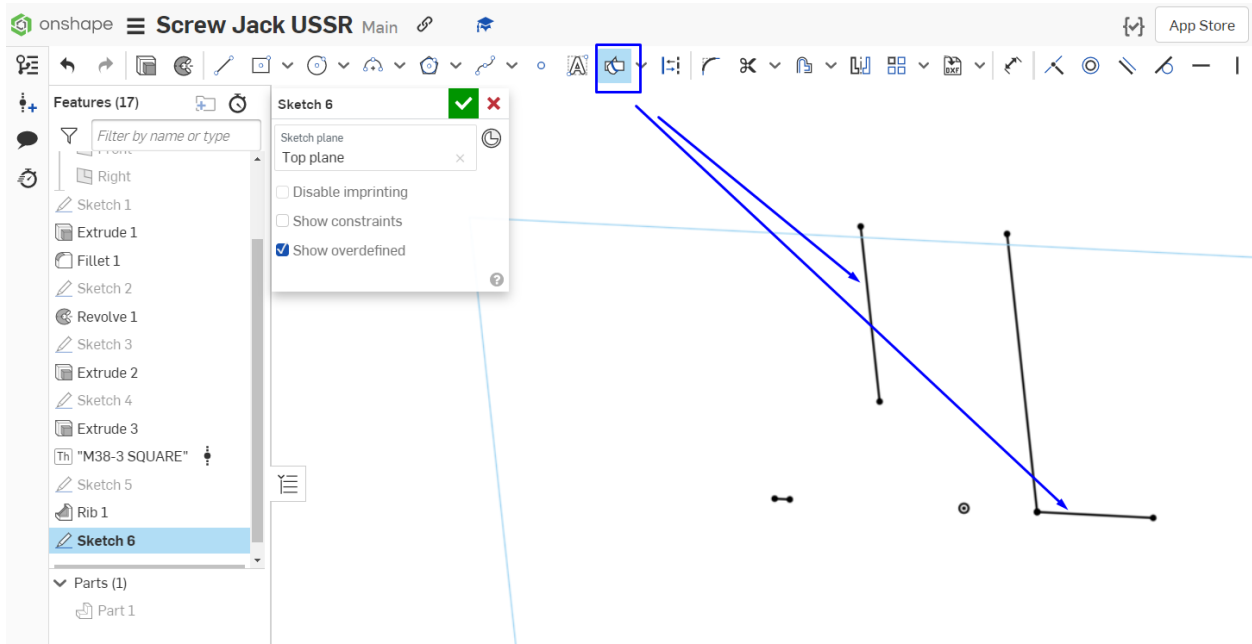 onshape Screw Jack USSR Main App Store
Features (17)
Filter by name or type
Front
Right
Sketch 1
Extrude 1
Fillet 1
Sketch 2
Revolve 1
Sketch 3
Extrude 2
Sketch 4
Extrude 3
Th "M38-3 SQUARE"
Sketch 5
Rib 1
Sketch 6
Parts (1)
Part 1
Sketch 6
Sketch plane
Top plane
Disable imprinting
Show constraints
Show overdefined
A
DXF